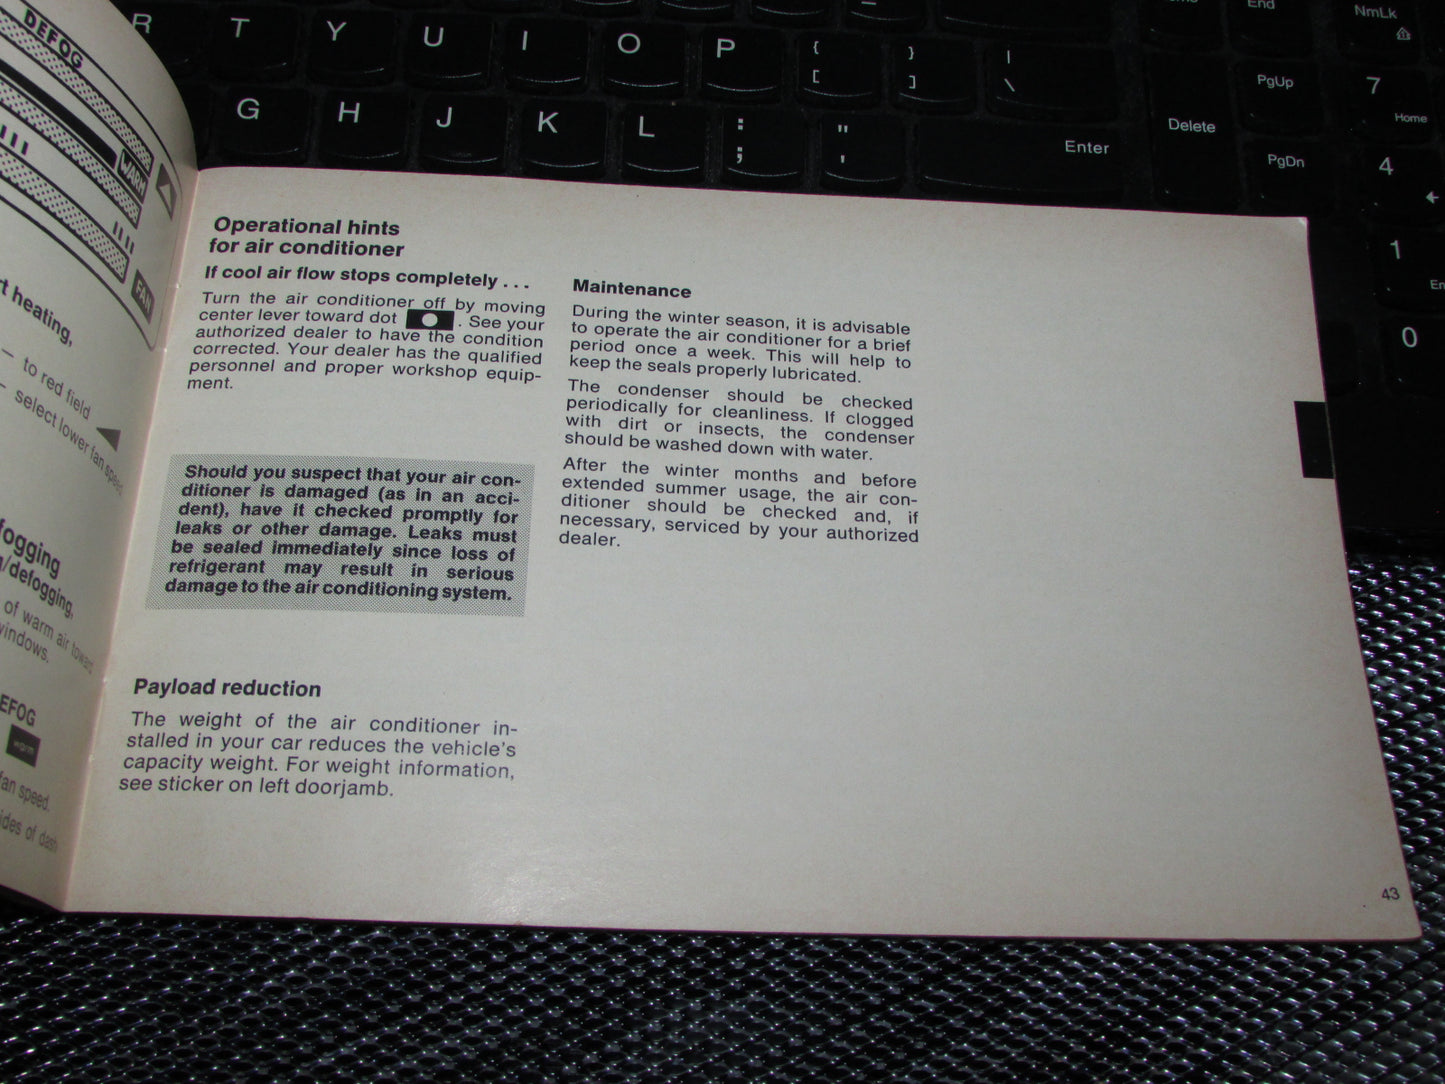 DEFOG
WARM
FAN
rt heating,
– to red field
– select lower fan speed
ogging
/defogging,
of warm air toward
windows.
EFOG
warm
fan speed.
ides of dash
Operational hints
for air conditioner
If cool air flow stops completely . . .
Turn the air conditioner off by moving
center lever toward dot . See your
authorized dealer to have the condition
corrected. Your dealer has the qualified
personnel and proper workshop equip-
ment.
Should you suspect that your air con-
ditioner is damaged (as in an acci-
dent), have it checked promptly for
leaks or other damage. Leaks must
be sealed immediately since loss of
refrigerant may result in serious
damage to the air conditioning system.
Payload reduction
The weight of the air conditioner in-
stalled in your car reduces the vehicle's
capacity weight. For weight information,
see sticker on left doorjamb.
Maintenance
During the winter season, it is advisable
to operate the air conditioner for a brief
period once a week. This will help to
keep the seals properly lubricated.
The condenser should be checked
periodically for cleanliness. If clogged
with dirt or insects, the condenser
should be washed down with water.
After the winter months and before
extended summer usage, the air con-
ditioner should be checked and, if
necessary, serviced by your authorized
dealer.
43
R T Y U I O P { [ } ] | \
G H J K L : ; " '
Enter
Delete
End
PgUp
PgDn
NmLk
7
Home
4
1
0